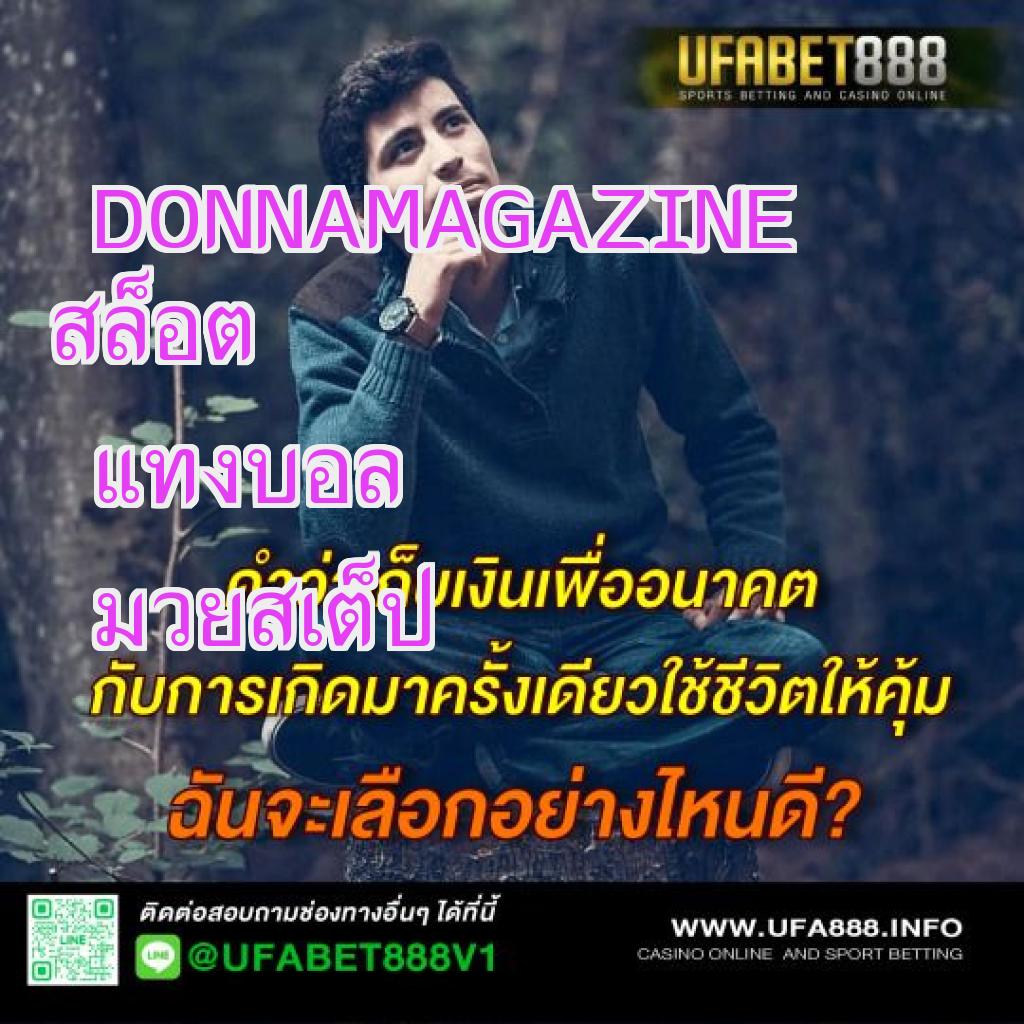 UFABET888
SPORTS BETTING AND CASINO ONLINE
DONNAMAGAZINE
สล็อต
แทงบอล
มวยสเต็ป
เงินเพื่ออนาคต
กับการเกิดมาครั้งเดียวใช้ชีวิตให้คุ้ม
ฉันจะเลือกอย่างไหนดี?
ติดต่อสอบถามช่องทางอื่นๆ ได้ที่นี้
LINE
LINE
@UFABET888V1
WWW.UFA888.INFO
CASINO ONLINE AND SPORT BETTING